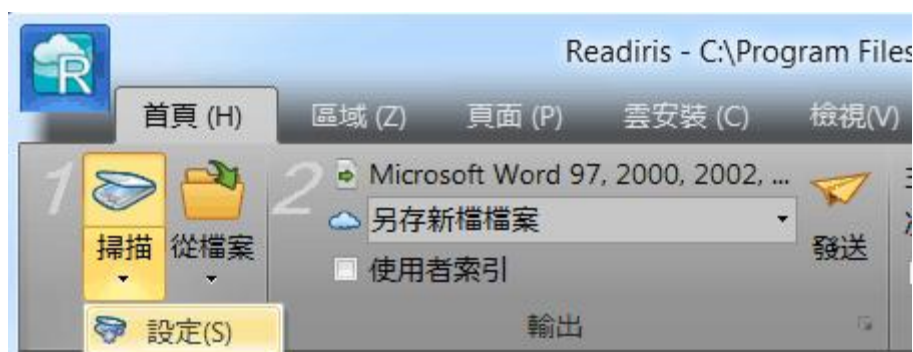 R
Readiris - C:\Program Files
首頁 (H) 區域 (Z) 頁面 (P) 雲安裝 (C) 檢視(V)
1 掃描 從檔案
2 Microsoft Word 97, 2000, 2002, ...
另存新檔檔案
使用者索引
發送
設定(S)
輸出